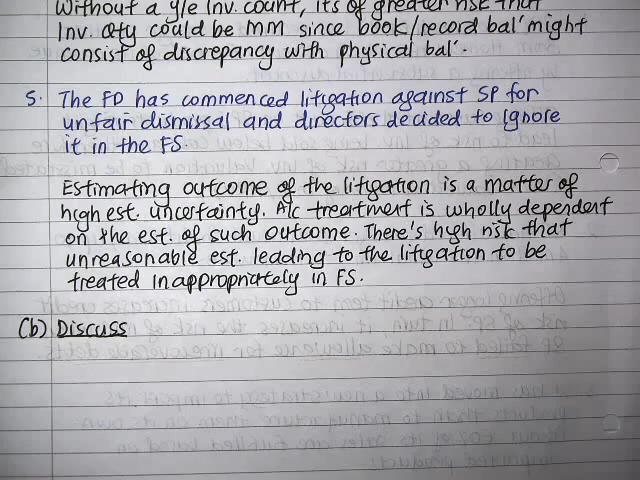 Without a y/e Inv. count, its of greater risk that
Inv. qty could be MM since book/record bal' might
consist of discrepancy with physical bal'.
5. The FD has commenced litigation against SP for
unfair dismissal and directors decided to ignore
it in the FS.
Estimating outcome of the litigation is a matter of
high est. uncertainty. A/c treatment is wholly dependent
on the est. of such outcome. There's high risk that
unreasonable est. leading to the litigation to be
treated inappropriately in FS.
(b) Discuss